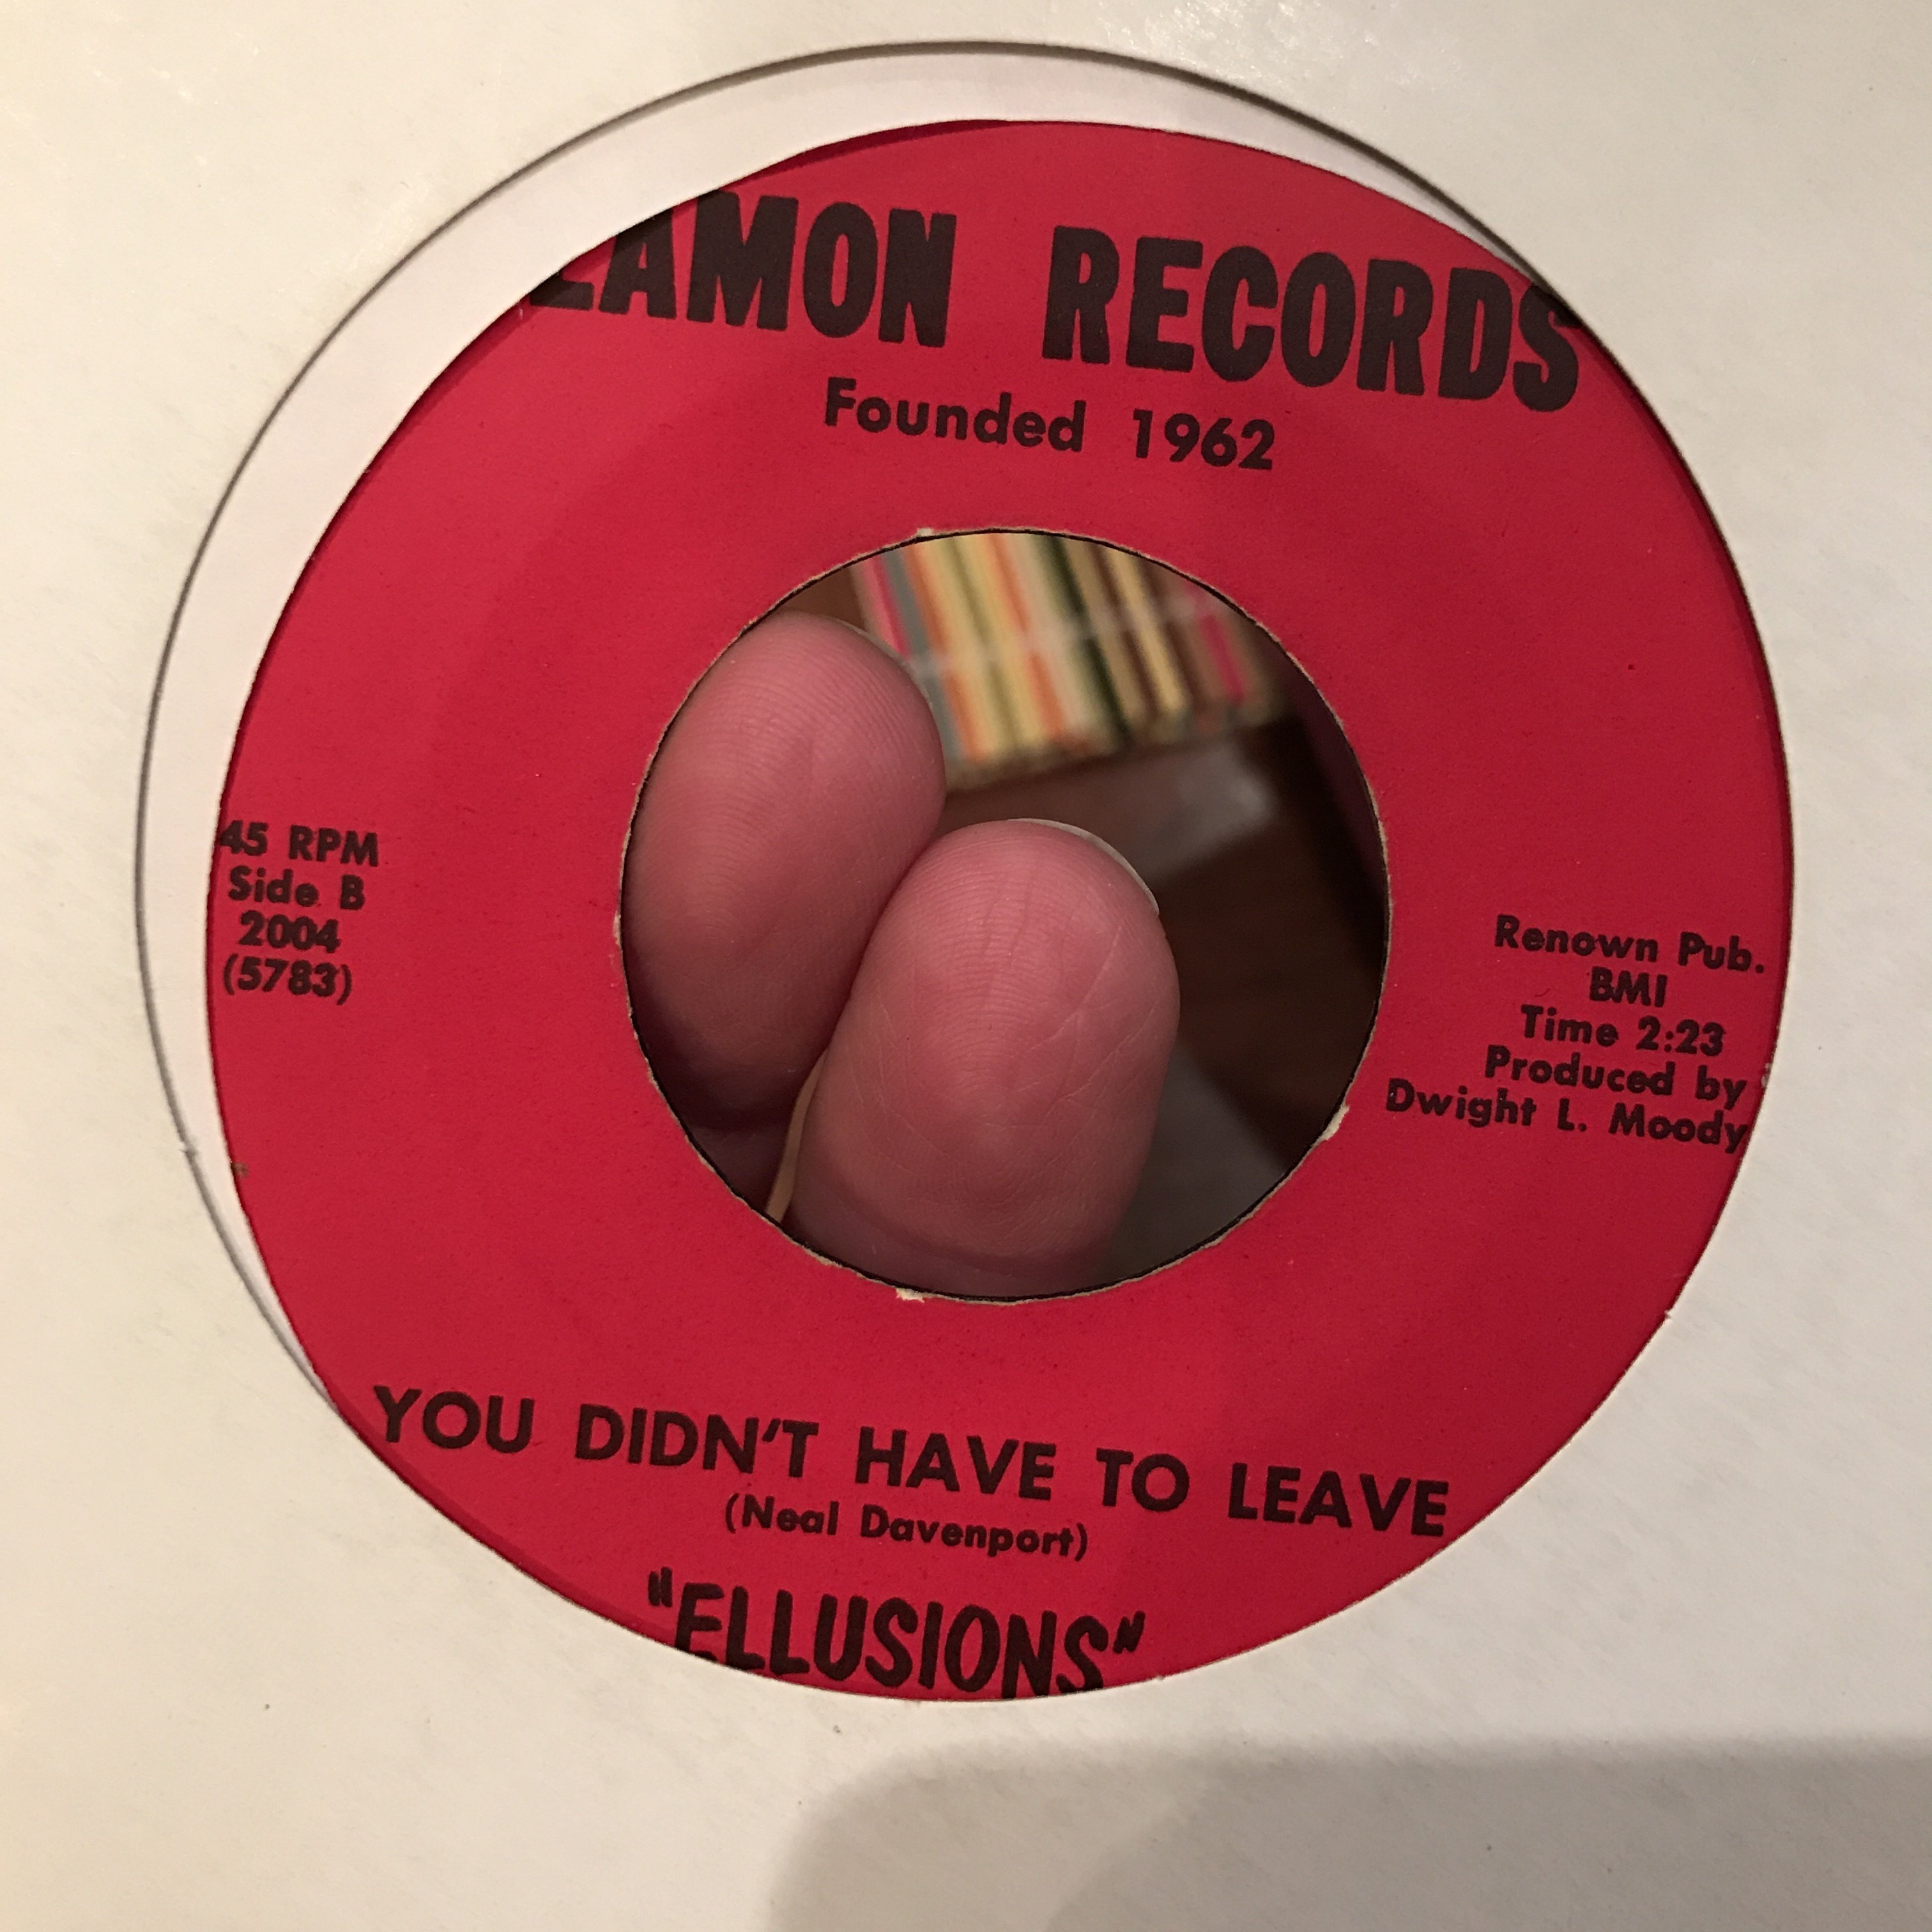 LAMON RECORDS
Founded 1962
45 RPM
Side B
2004
(5783)
Renown Pub.
BMI
Time 2:23
Produced by
Dwight L. Moody
YOU DIDN'T HAVE TO LEAVE
(Neal Davenport)
"ELLUSIONS"